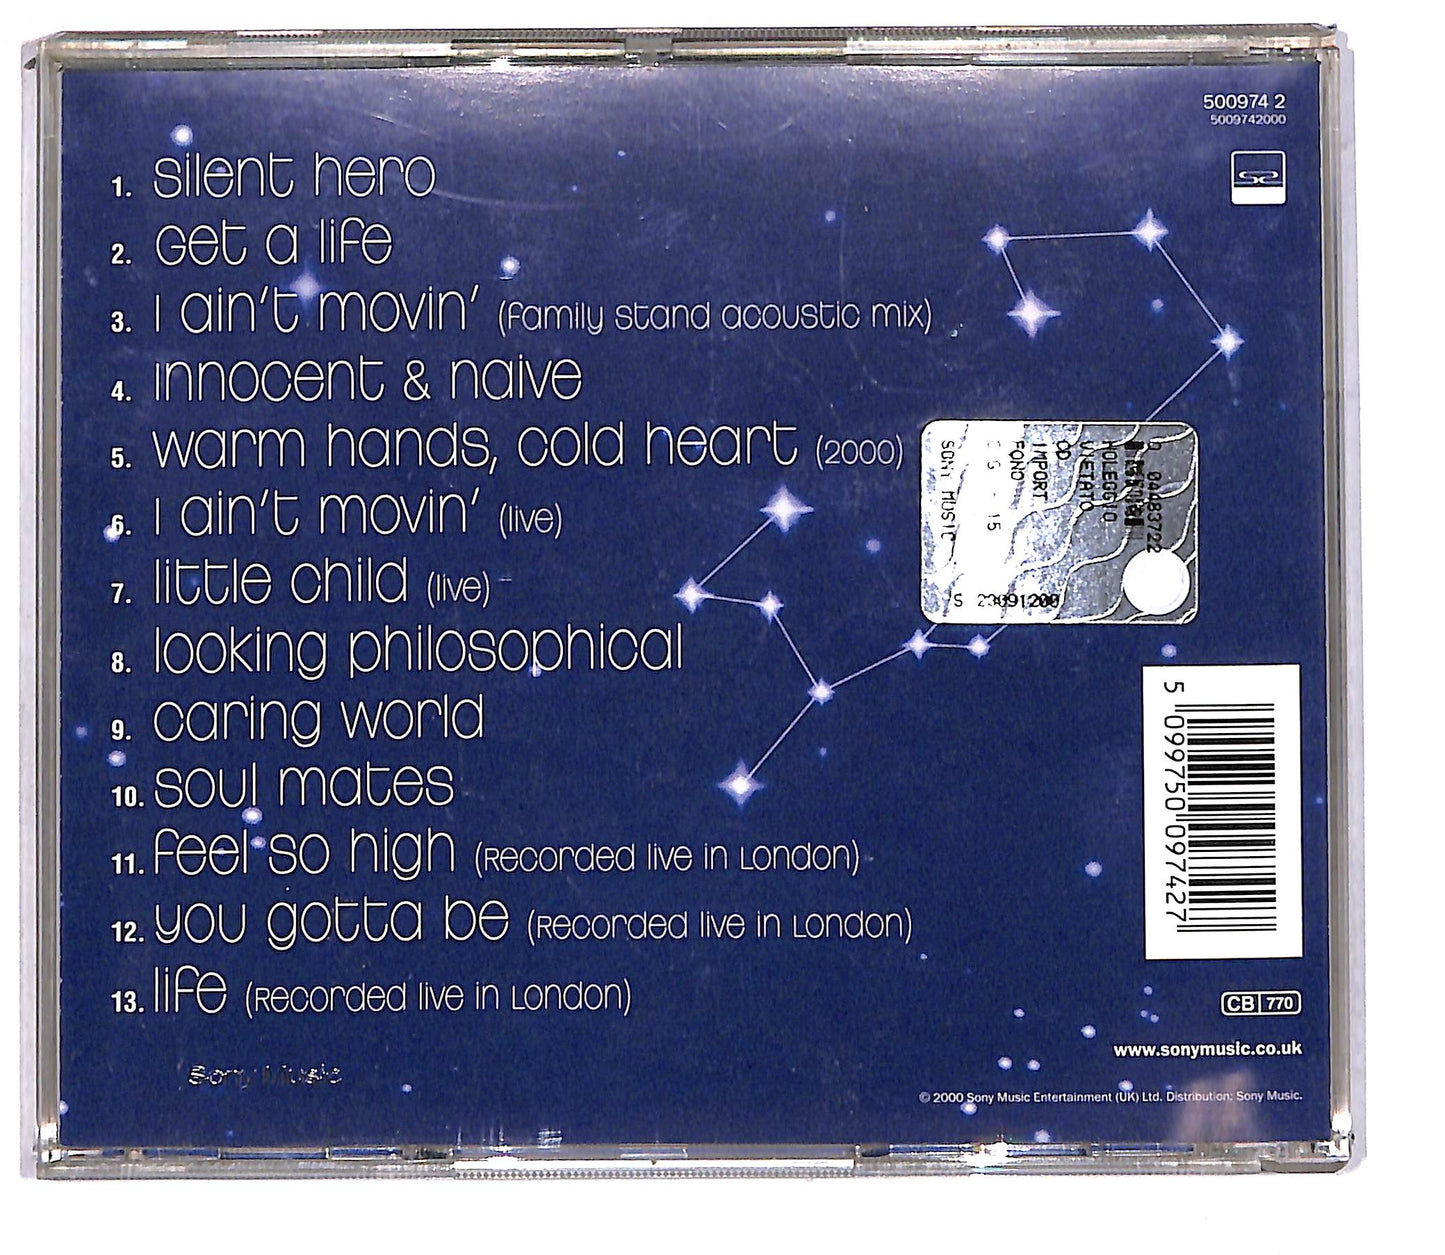 500974 2
5009742000
1. silent hero
2. Get a life
3. I ain't movin' (family stand acoustic mix)
4. innocent & naive
5. warm hands, cold heart (2000)
6. I ain't movin' (live)
7. little child (live)
8. looking philosophical
9. caring world
10. soul mates
11. feel so high (Recorded live in London)
12. you gotta be (Recorded live in London)
13. life (Recorded live in London)
Sony Music
D 04483722
NOLEGGIO
VIETATO
CD
IMPORT
FONO
SONY MUSIC
5 099750 097427
CB 770
www.sonymusic.co.uk
© 2000 Sony Music Entertainment (UK) Ltd. Distribution: Sony Music.